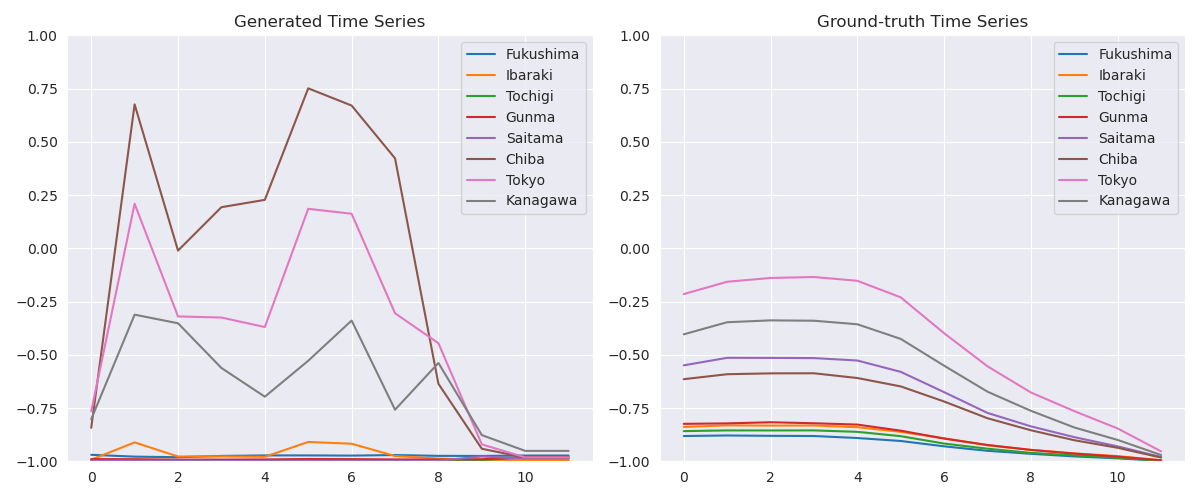 Generated Time Series
1.00
0.75
0.50
0.25
0.00
−0.25
−0.50
−0.75
−1.00
0 2 4 6 8 10
Fukushima
Ibaraki
Tochigi
Gunma
Saitama
Chiba
Tokyo
Kanagawa
Ground-truth Time Series
1.00
0.75
0.50
0.25
0.00
−0.25
−0.50
−0.75
−1.00
0 2 4 6 8 10
Fukushima
Ibaraki
Tochigi
Gunma
Saitama
Chiba
Tokyo
Kanagawa